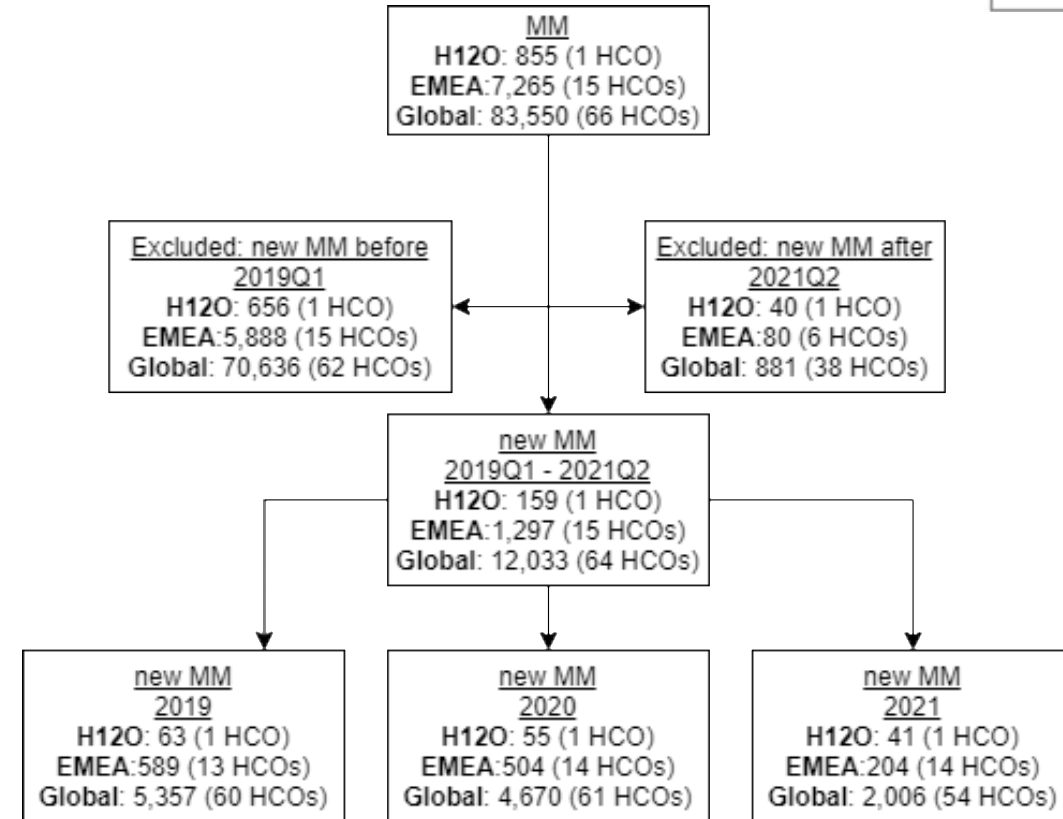 MM
H12O: 855 (1 HCO)
EMEA:7,265 (15 HCOs)
Global: 83,550 (66 HCOs)
Excluded: new MM before
2019Q1
H12O: 656 (1 HCO)
EMEA:5,888 (15 HCOs)
Global: 70,636 (62 HCOs)
Excluded: new MM after
2021Q2
H12O: 40 (1 HCO)
EMEA:80 (6 HCOs)
Global: 881 (38 HCOs)
new MM
2019Q1 - 2021Q2
H12O: 159 (1 HCO)
EMEA:1,297 (15 HCOs)
Global: 12,033 (64 HCOs)
new MM
2019
H12O: 63 (1 HCO)
EMEA:589 (13 HCOs)
Global: 5,357 (60 HCOs)
new MM
2020
H12O: 55 (1 HCO)
EMEA:504 (14 HCOs)
Global: 4,670 (61 HCOs)
new MM
2021
H12O: 41 (1 HCO)
EMEA:204 (14 HCOs)
Global: 2,006 (54 HCOs)